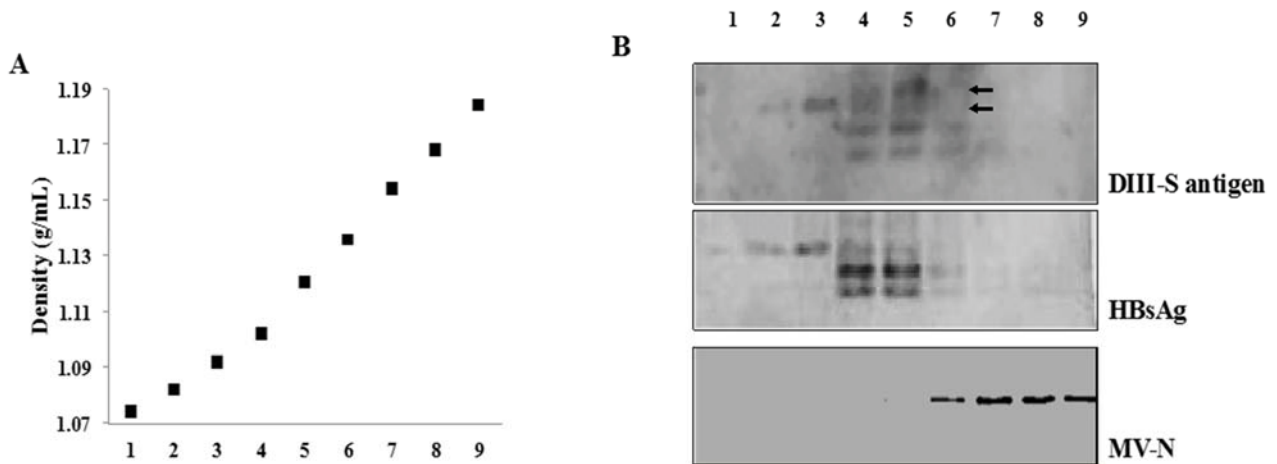 A
Density (g/mL)
1.19
1.17
1.15
1.13
1.11
1.09
1.07
1 2 3 4 5 6 7 8 9
B
1 2 3 4 5 6 7 8 9
DIII-S antigen
HBsAg
MV-N